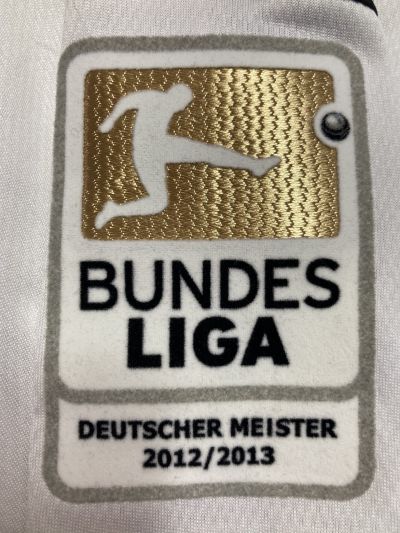 BUNDES
LIGA
DEUTSCHER MEISTER
2012/2013